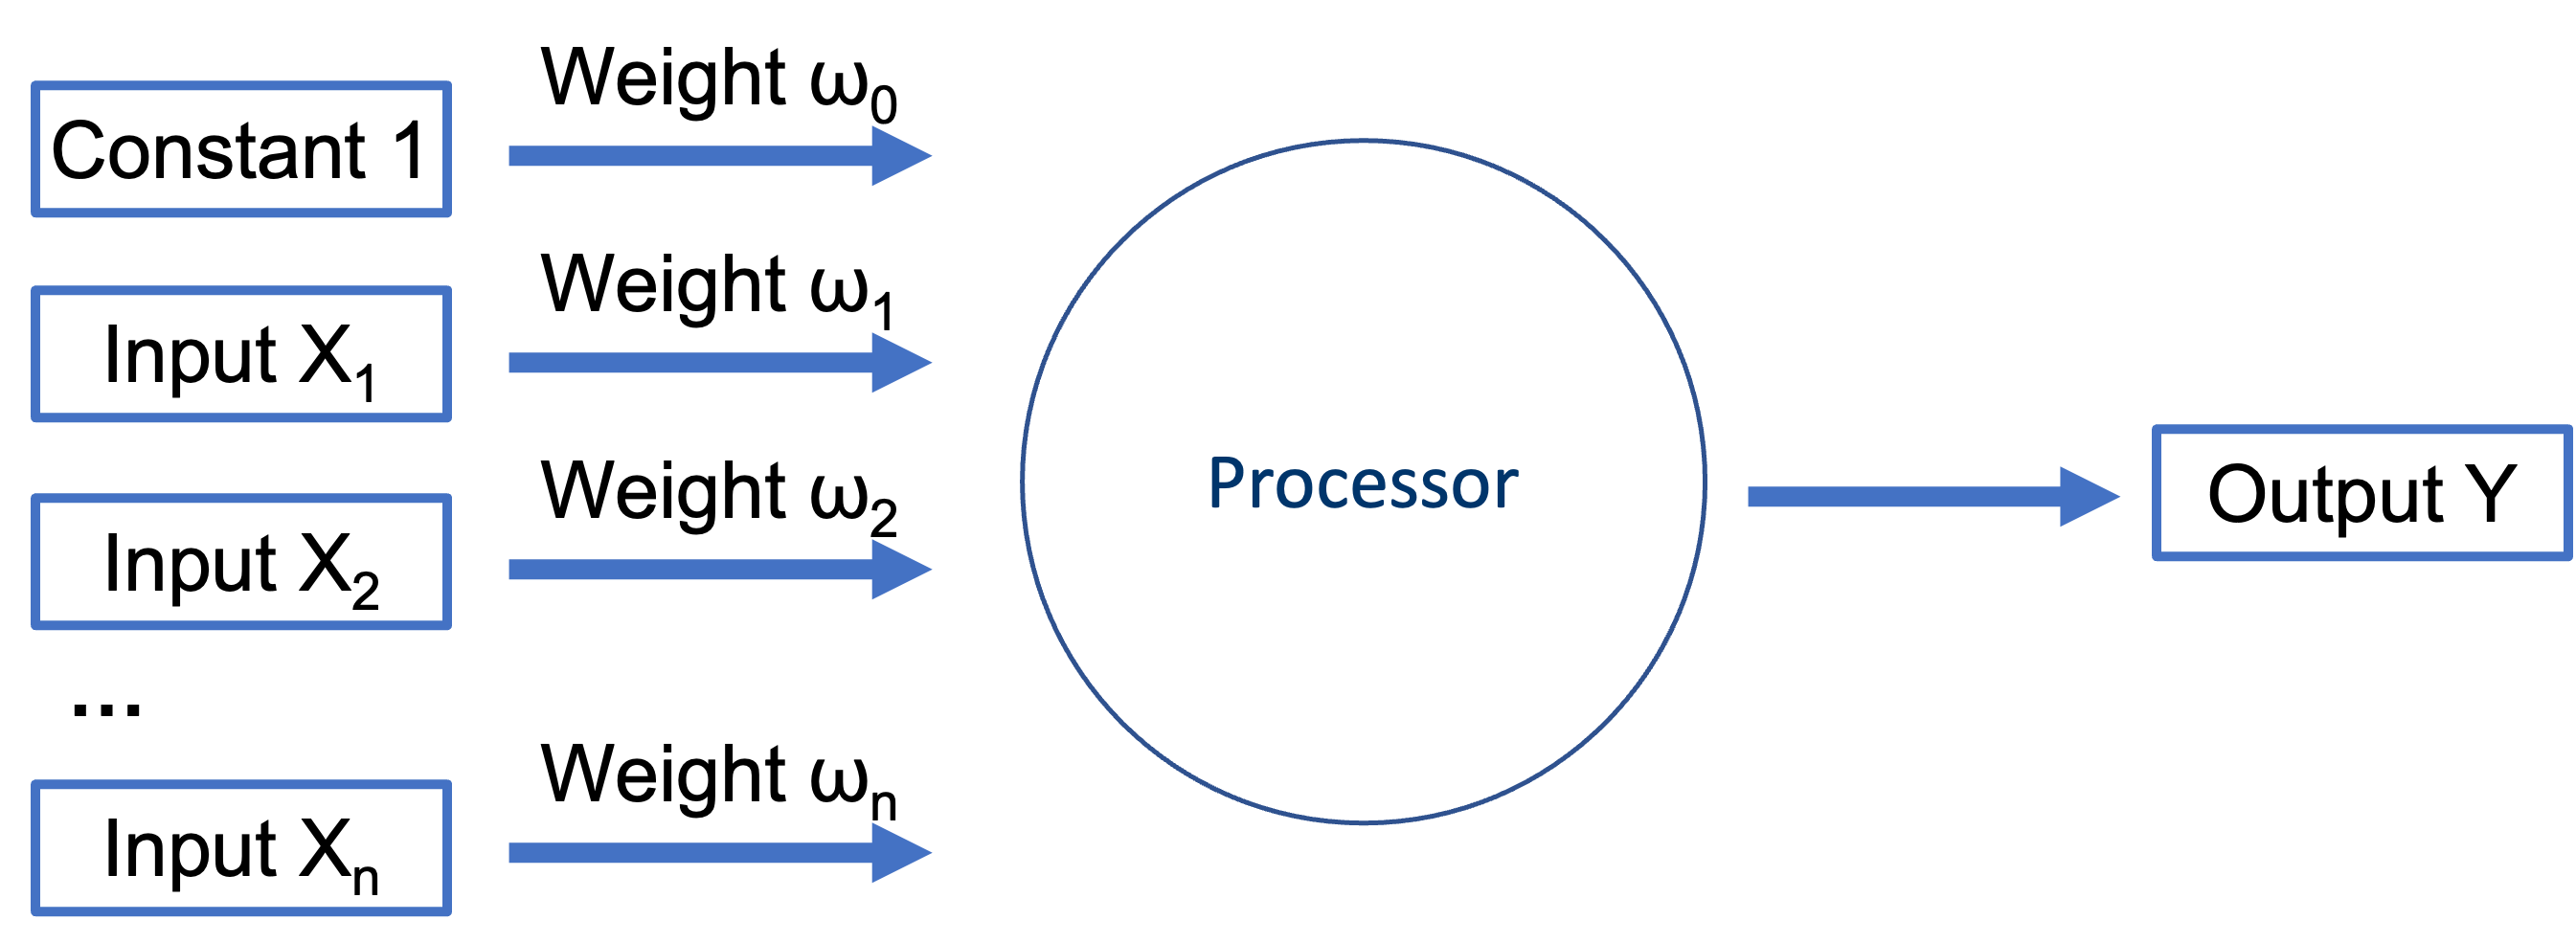 Weight ω₀
Constant 1
Weight ω₁
Input X₁
Weight ω₂
Input X₂
Processor
Output Y
...
Weight ωₙ
Input Xₙ